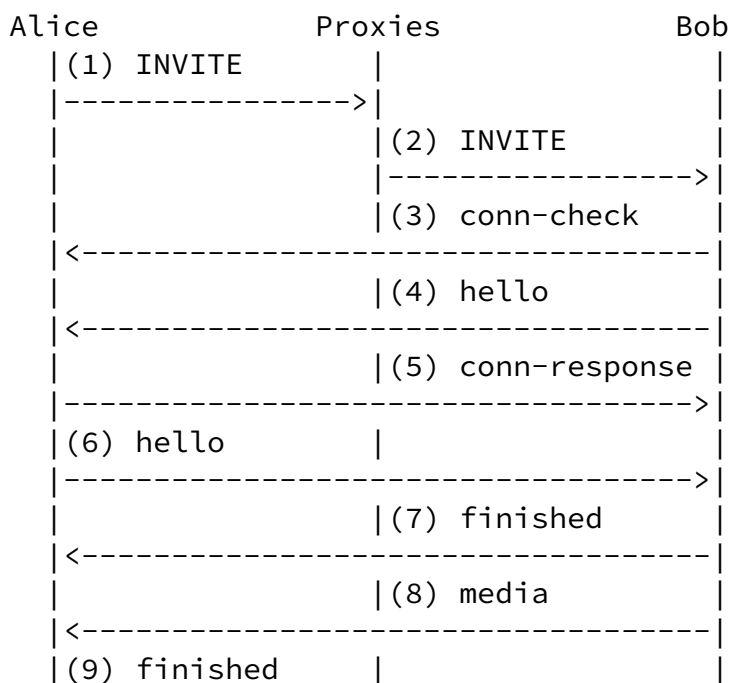 Alice Proxies Bob
|(1) INVITE | |
|---------------->| |
| |(2) INVITE |
| |----------------->|
| |(3) conn-check |
|<-----------------------------------|
| |(4) hello |
|<-----------------------------------|
| |(5) conn-response |
|----------------------------------->|
|(6) hello | |
|----------------------------------->|
| |(7) finished |
|<-----------------------------------|
| |(8) media |
|<-----------------------------------|
|(9) finished | |